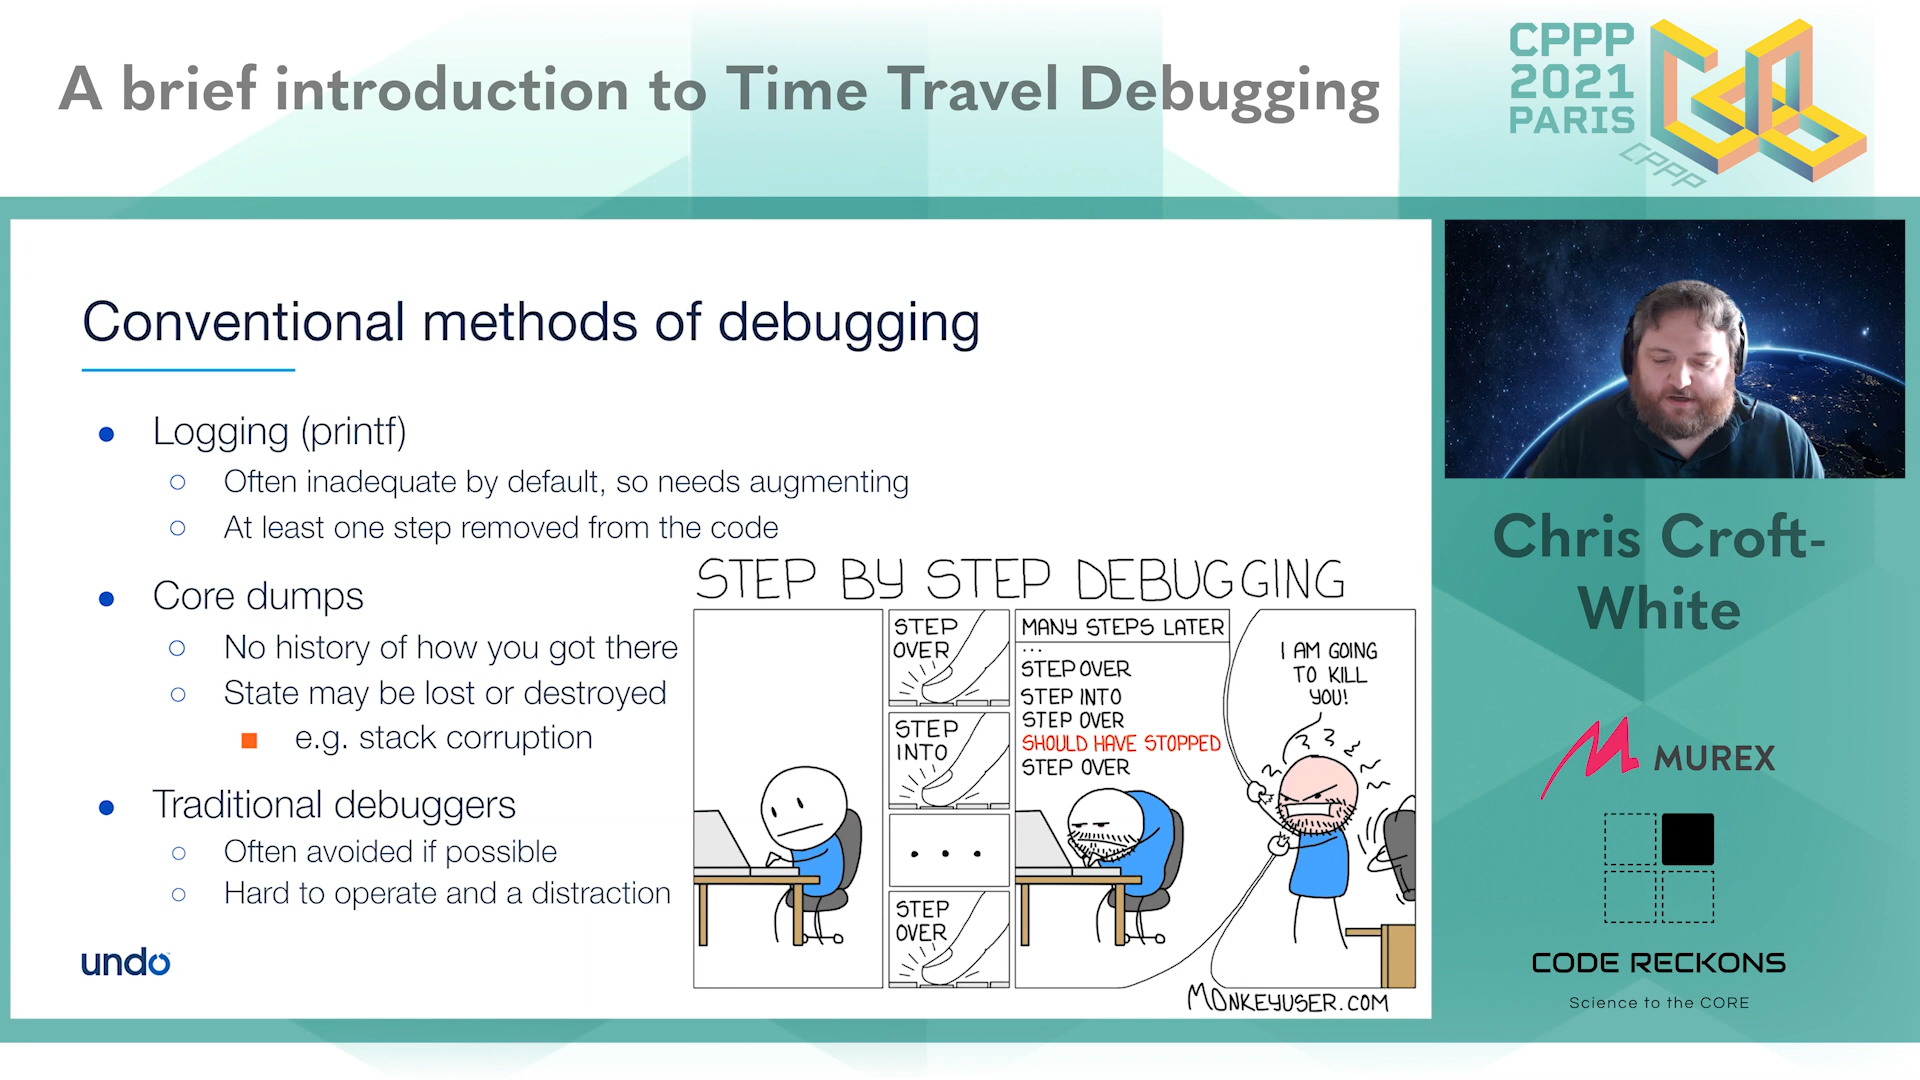 A brief introduction to Time Travel Debugging
CPPP
2021
PARIS
CPPP
Conventional methods of debugging
Logging (printf)
Often inadequate by default, so needs augmenting
At least one step removed from the code
Core dumps
No history of how you got there
State may be lost or destroyed
e.g. stack corruption
Traditional debuggers
Often avoided if possible
Hard to operate and a distraction
undo
STEP BY STEP DEBUGGING
STEP
OVER
STEP
INTO
...
STEP
OVER
MANY STEPS LATER
...
STEP OVER
STEP INTO
STEP OVER
SHOULD HAVE STOPPED
STEP OVER
I AM GOING
TO KILL
YOU!
MONKEYUSER.COM
Chris Croft-
White
MUREX
CODE RECKONS
Science to the CORE